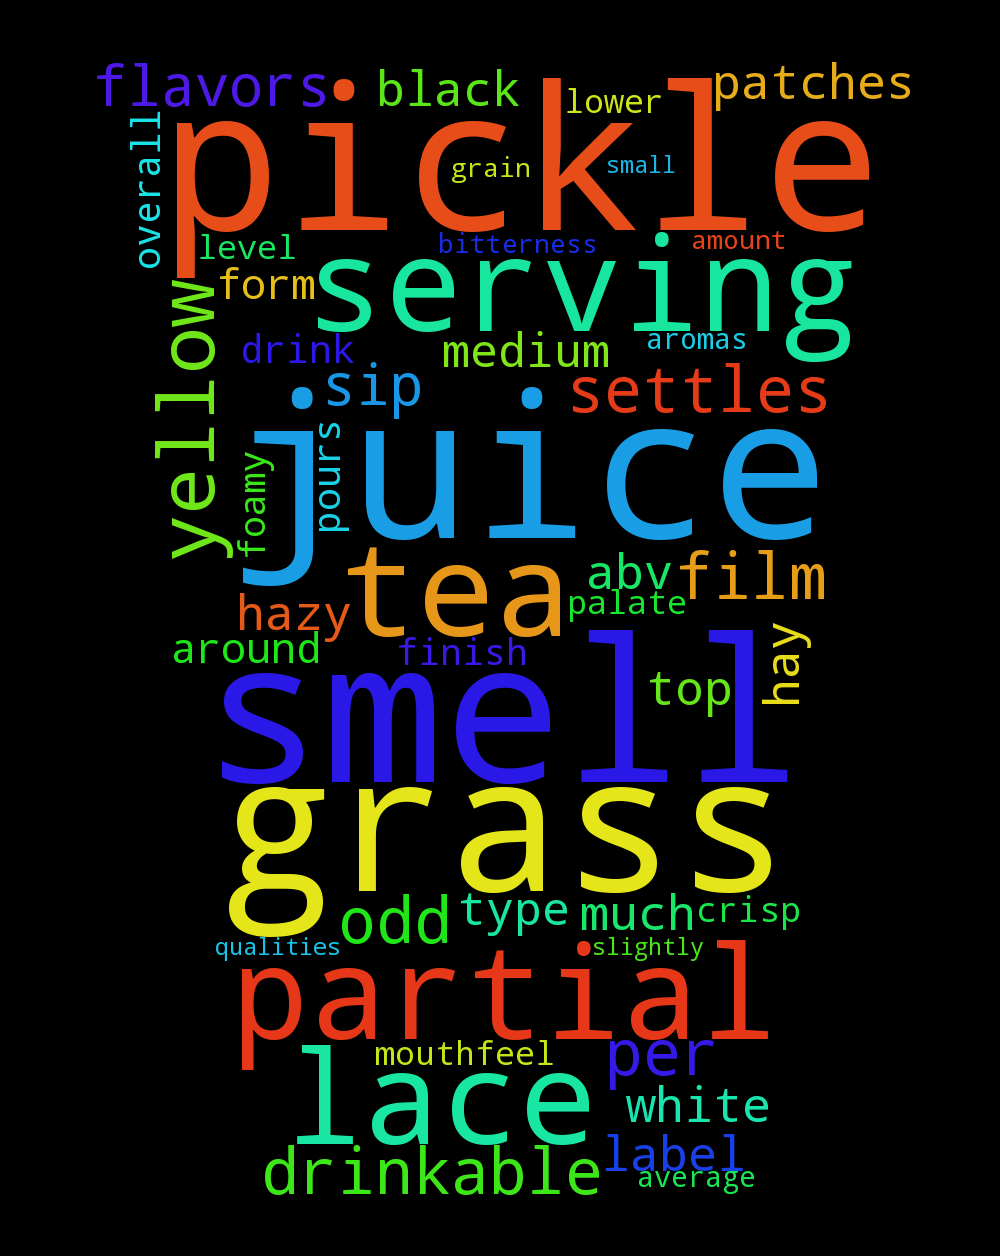 flavors
black
lower
patches
overall
pickle
grain
small
level
bitterness
amount
form
serving
yellow
drink
medium
aromas
sip
settles
juice
pours
foamy
tea
abv
film
palate
hazy
around
finish
hay
top
smell
grass
odd
type
much
crisp
qualities
slightly
partial
mouthfeel
per
lace
white
label
drinkable
average